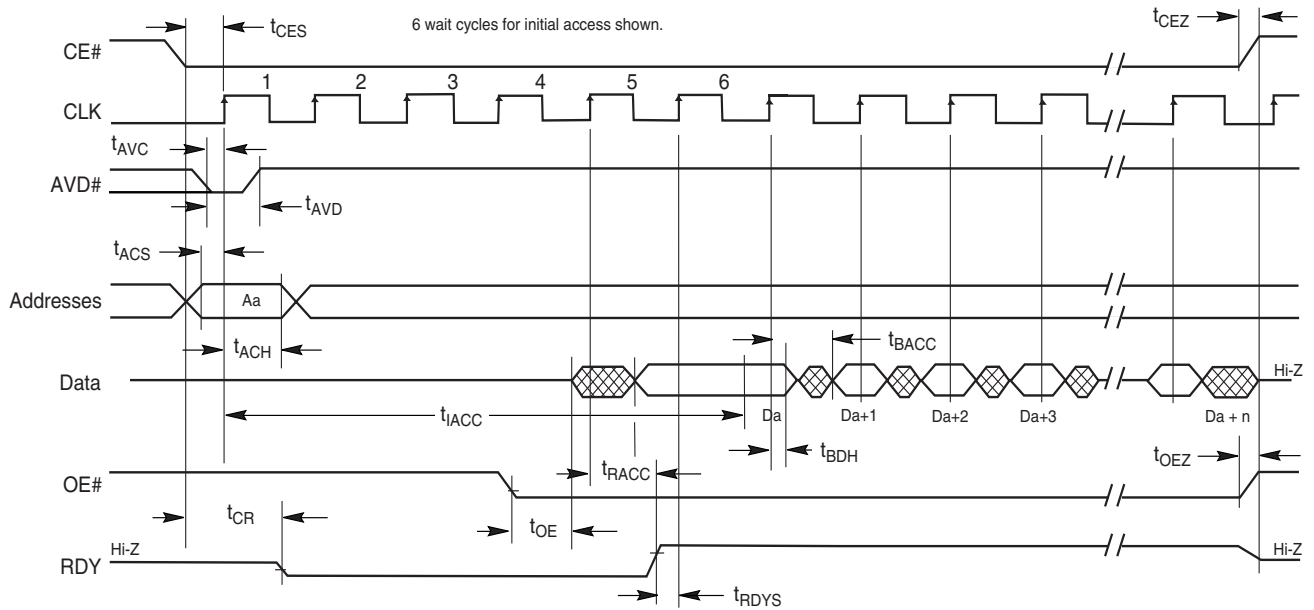 tCES
6 wait cycles for initial access shown.
tCEZ
CE#
1 2 3 4 5 6
CLK
tAVC
AVD#
tAVD
tACS
Addresses
Aa
tACH
tBACC
Data
Hi-Z
tIACC
Da Da+1 Da+2 Da+3 Da + n
tBDH
tRACC
tOEZ
OE#
tCR
tOE
Hi-Z
Hi-Z
RDY
tRDYS